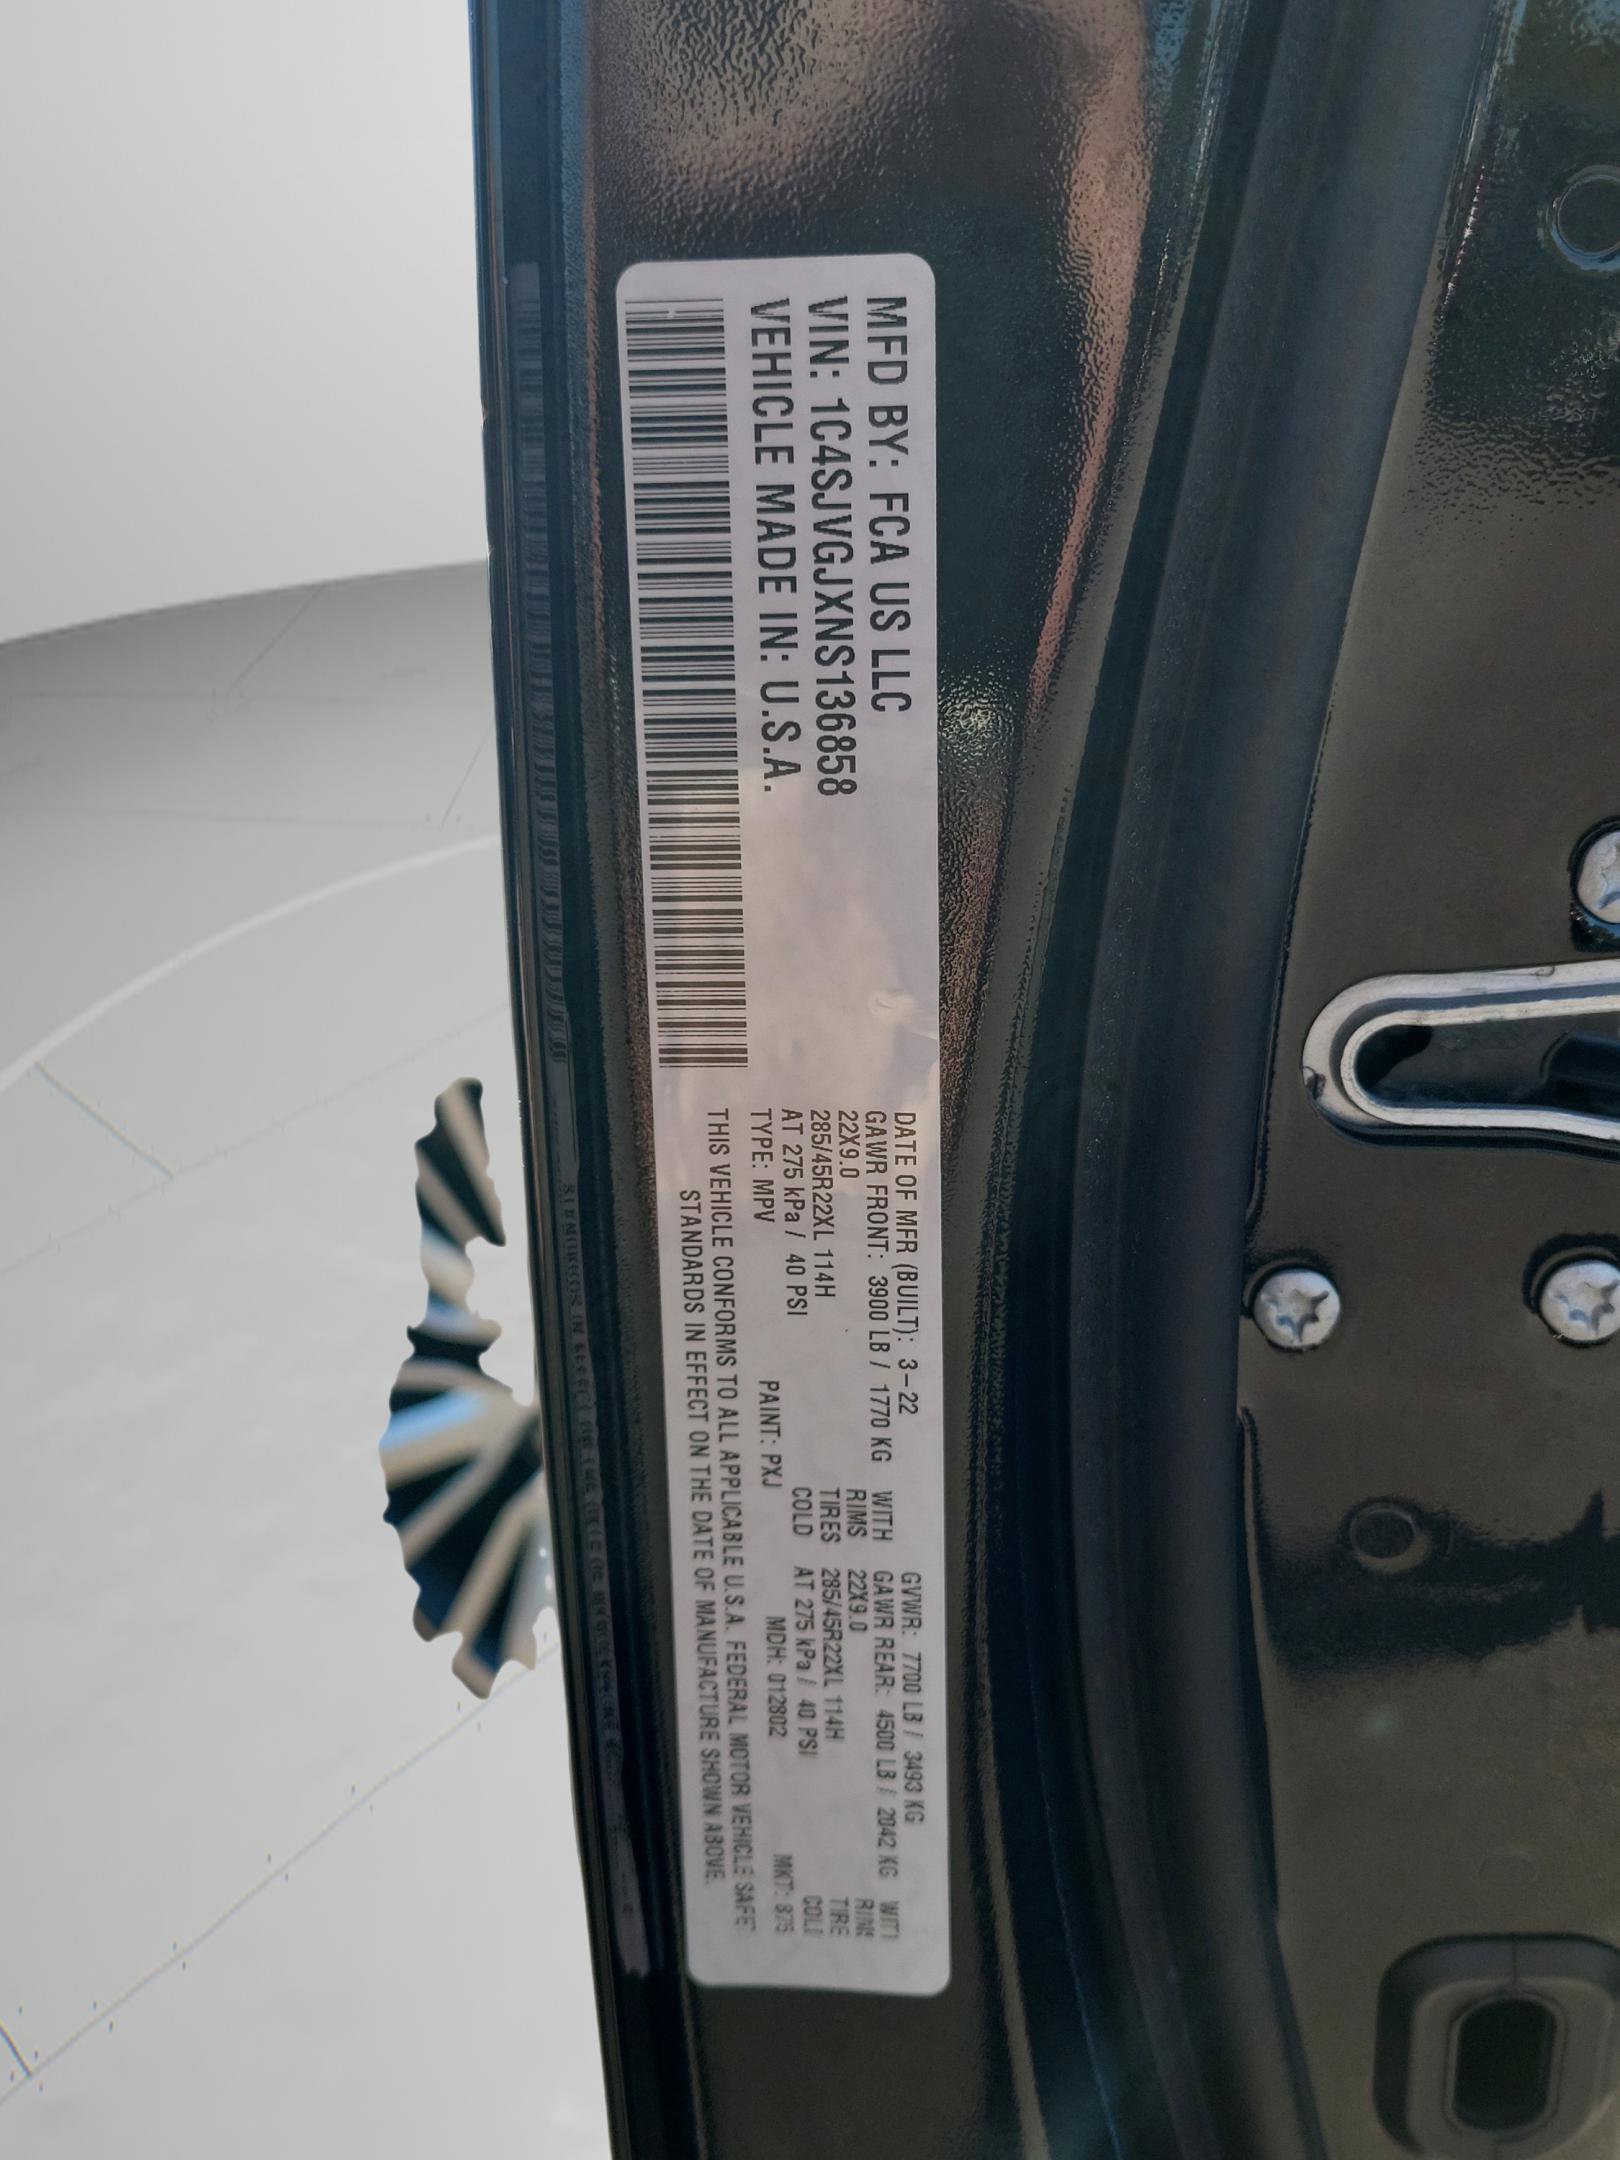 MFD BY: FCA US LLC
VIN: 1C4SJVGJXNS136858
VEHICLE MADE IN: U.S.A.
DATE OF MFR (BUILT): 3-22 GVWR: 7700 LB / 3493 KG
GAWR FRONT: 3900 LB / 1770 KG WITH GAWR REAR: 4500 LB / 2042 KG
22X9.0 RIMS 22X9.0
285/45R22XL 114H TIRES 285/45R22XL 114H TIRE
AT 275 kPa / 40 PSI COLD AT 275 kPa / 40 PSI
TYPE: MPV PAINT: PXJ MDH: 012802 MKT:
THIS VEHICLE CONFORMS TO ALL APPLICABLE U.S.A. FEDERAL MOTOR VEHICLE SAFE
STANDARDS IN EFFECT ON THE DATE OF MANUFACTURE SHOWN ABOVE.